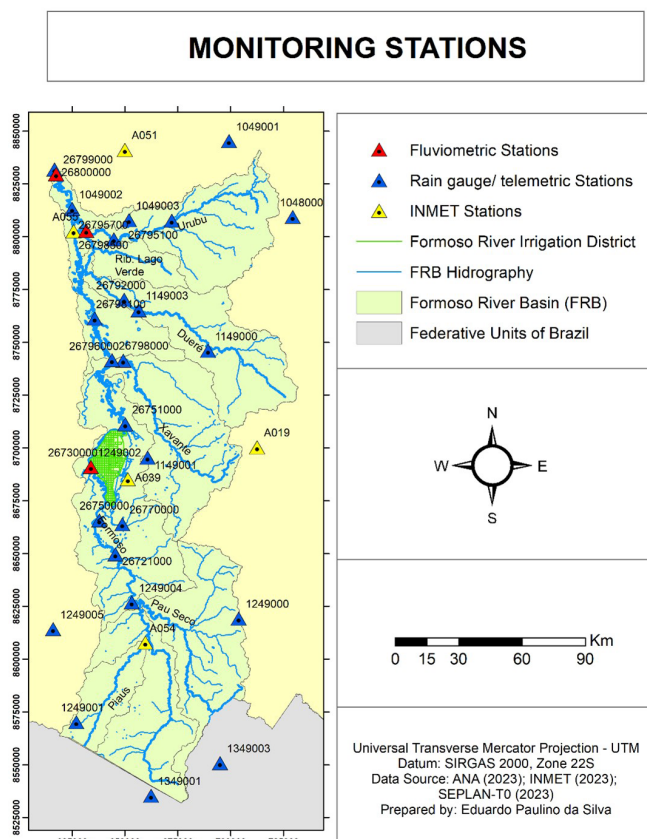 MONITORING STATIONS
A051
1049001
26799000
26800000
1049002
1049003
1048000
A055
26795700
26795100
Urubu
26798600
Rib. Lago
Verde
26792000
1149003
26798100
Dueré
1149000
26798000
26751000
Xavante
A019
26730000
1249002
1149001
A039
26750000
26770000
Formoso
26721000
1249004
Pau Seco
1249000
1249005
A054
Piaus
1249001
1349003
1349001
8850000
8825000
8800000
8775000
8750000
8725000
8700000
8675000
8650000
8625000
8600000
8575000
8550000
8525000
Fluviometric Stations
Rain gauge/ telemetric Stations
INMET Stations
Formoso River Irrigation District
FRB Hidrography
Formoso River Basin (FRB)
Federative Units of Brazil
N
W E
S
Km
0 15 30 60 90
Universal Transverse Mercator Projection - UTM
Datum: SIRGAS 2000, Zone 22S
Data Source: ANA (2023); INMET (2023);
SEPLAN-T0 (2023)
Prepared by: Eduardo Paulino da Silva